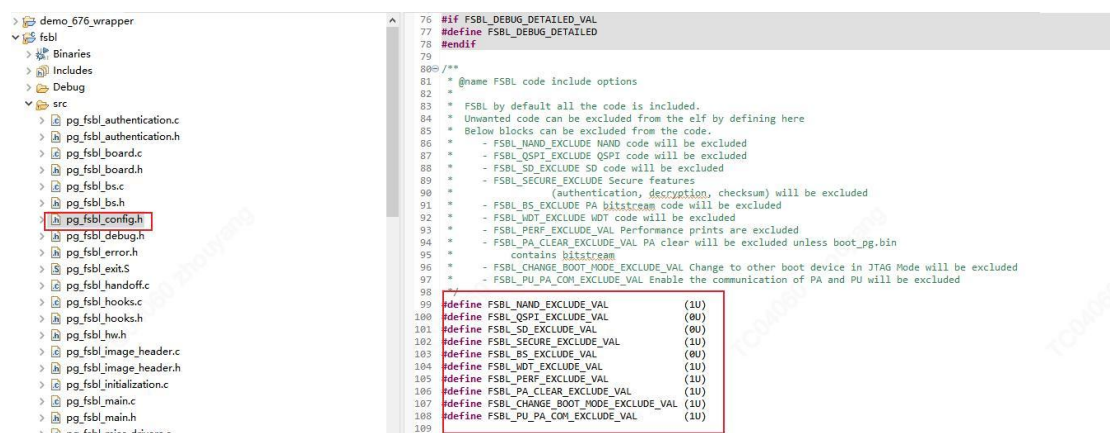 demo_676_wrapper
fsbl
Binaries
Includes
Debug
src
pg_fsbl_authentication.c
pg_fsbl_authentication.h
pg_fsbl_board.c
pg_fsbl_board.h
pg_fsbl_bs.c
pg_fsbl_bs.h
pg_fsbl_config.h
pg_fsbl_debug.h
pg_fsbl_error.h
pg_fsbl_exit.S
pg_fsbl_handoff.c
pg_fsbl_hooks.c
pg_fsbl_hooks.h
pg_fsbl_hw.h
pg_fsbl_image_header.c
pg_fsbl_image_header.h
pg_fsbl_initialization.c
pg_fsbl_main.c
pg_fsbl_main.h
76 #if FSBL_DEBUG_DETAILED_VAL
77 #define FSBL_DEBUG_DETAILED
78 #endif
79
80 /**
81 * @name FSBL code include options
82 *
83 * FSBL by default all the code is included.
84 * Unwanted code can be excluded from the elf by defining here
85 * Below blocks can be excluded from the code.
86 * - FSBL_NAND_EXCLUDE NAND code will be excluded
87 * - FSBL_QSPI_EXCLUDE QSPI code will be excluded
88 * - FSBL_SD_EXCLUDE SD code will be excluded
89 * - FSBL_SECURE_EXCLUDE Secure features
90 * (authentication, decryption, checksum) will be excluded
91 * - FSBL_BS_EXCLUDE PA bitstream code will be excluded
92 * - FSBL_WDT_EXCLUDE WDT code will be excluded
93 * - FSBL_PERF_EXCLUDE_VAL Performance prints are excluded
94 * - FSBL_PA_CLEAR_EXCLUDE_VAL PA clear will be excluded unless boot_pg.bin
95 * contains bitstream
96 * - FSBL_CHANGE_BOOT_MODE_EXCLUDE_VAL Change to other boot device in JTAG Mode will be excluded
97 * - FSBL_PU_PA_COM_EXCLUDE_VAL Enable the communication of PA and PU will be excluded
98 */
99 #define FSBL_NAND_EXCLUDE_VAL (1U)
100 #define FSBL_QSPI_EXCLUDE_VAL (0U)
101 #define FSBL_SD_EXCLUDE_VAL (0U)
102 #define FSBL_SECURE_EXCLUDE_VAL (1U)
103 #define FSBL_BS_EXCLUDE_VAL (0U)
104 #define FSBL_WDT_EXCLUDE_VAL (1U)
105 #define FSBL_PERF_EXCLUDE_VAL (1U)
106 #define FSBL_PA_CLEAR_EXCLUDE_VAL (1U)
107 #define FSBL_CHANGE_BOOT_MODE_EXCLUDE_VAL (1U)
108 #define FSBL_PU_PA_COM_EXCLUDE_VAL (1U)
109